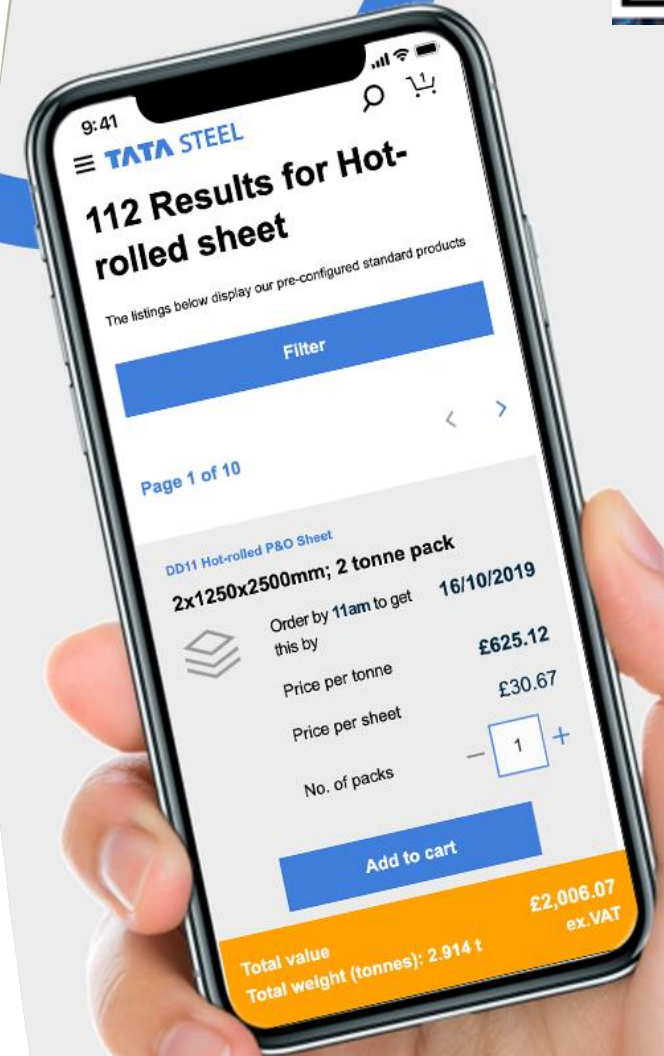 9:41
TATA STEEL
1
112 Results for Hot-
rolled sheet
The listings below display our pre-configured standard products
Filter
Page 1 of 10
DD11 Hot-rolled P&O Sheet
2x1250x2500mm; 2 tonne pack
Order by 11am to get 16/10/2019
this by
Price per tonne £625.12
Price per sheet £30.67
No. of packs − 1 +
Add to cart
Total value £2,006.07
Total weight (tonnes): 2.914 t ex.VAT